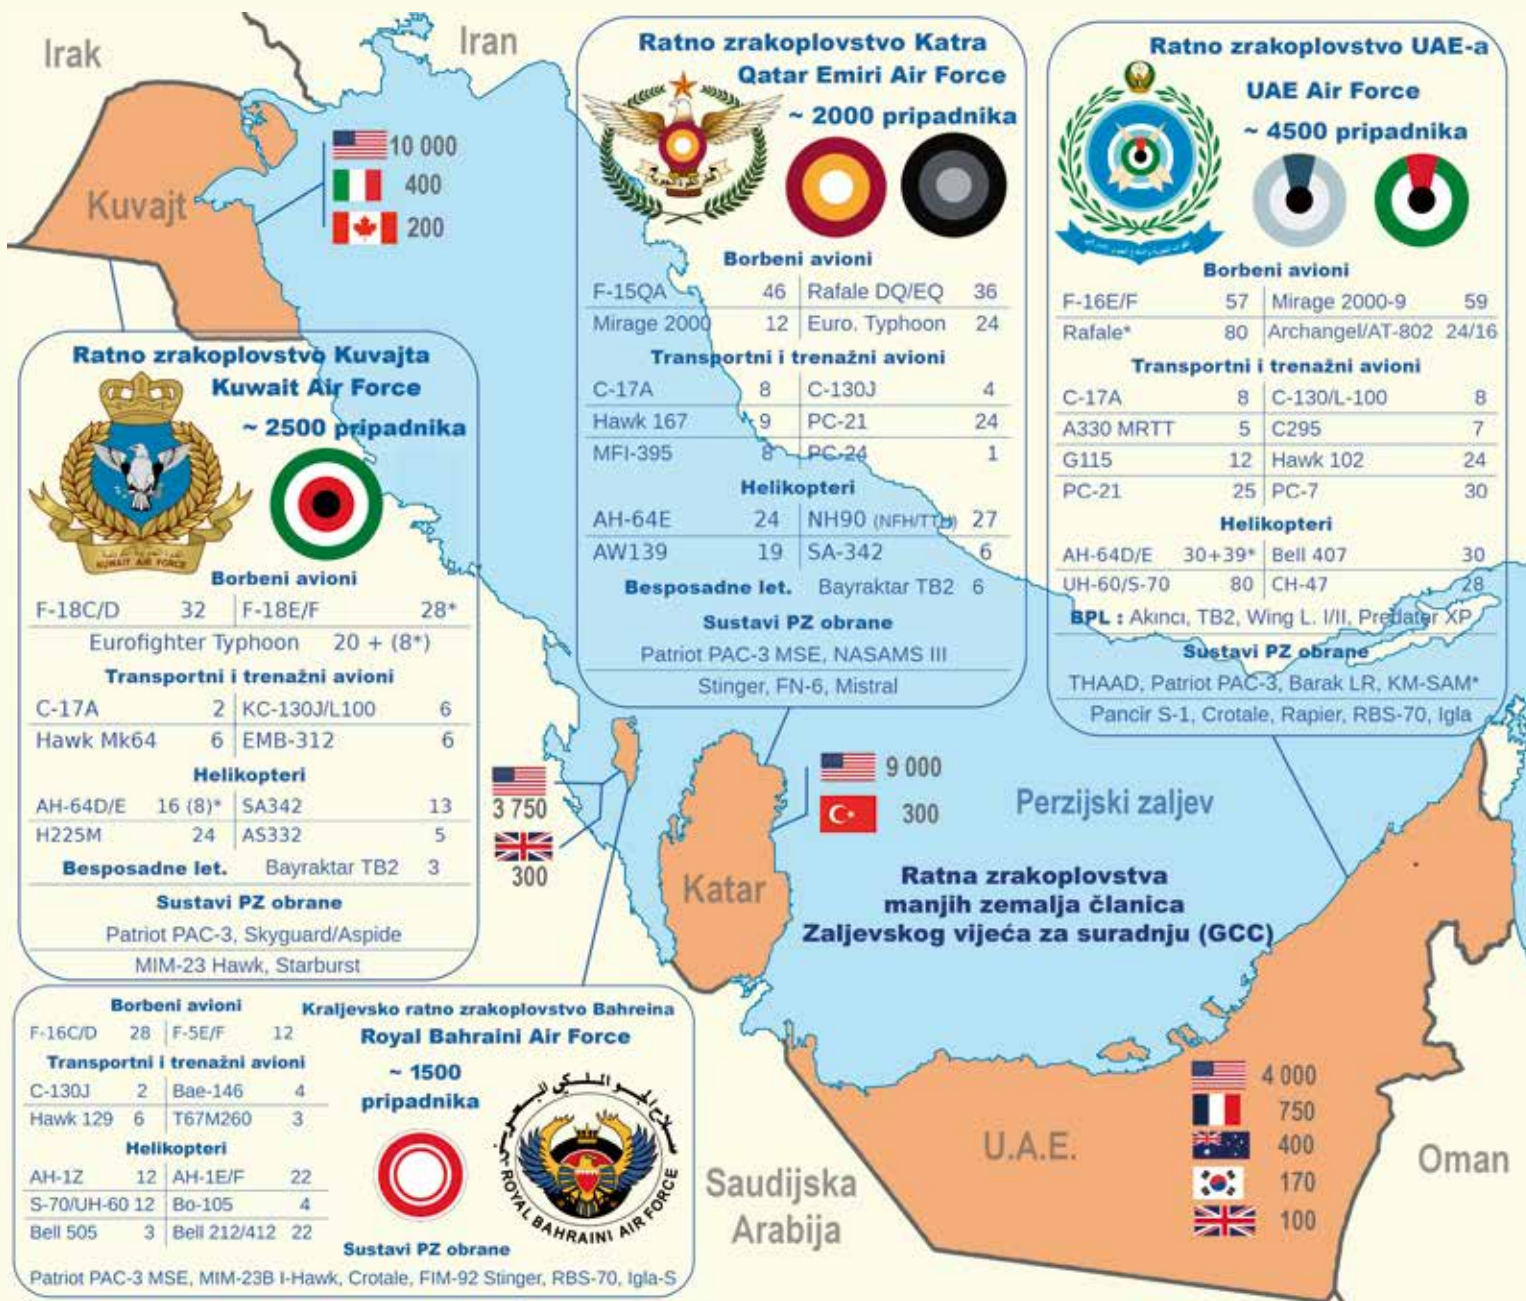 Irak
Iran
Kuvajt
10 000
400
200
Ratno zrakoplovstvo Katra
Qatar Emiri Air Force
~ 2000 pripadnika
Borbeni avioni
F-15QA 46 Rafale DQ/EQ 36
Mirage 2000 12 Euro. Typhoon 24
Transportni i trenažni avioni
C-17A 8 C-130J 4
Hawk 167 9 PC-21 24
MFI-395 8 PC-24 1
Helikopteri
AH-64E 24 NH90 (NFH/TTH) 27
AW139 19 SA-342 6
Besposadne let. Bayraktar TB2 6
Sustavi PZ obrane
Patriot PAC-3 MSE, NASAMS III
Stinger, FN-6, Mistral
Ratno zrakoplovstvo UAE-a
UAE Air Force
~ 4500 pripadnika
Borbeni avioni
F-16E/F 57 Mirage 2000-9 59
Rafale* 80 Archangel/AT-802 24/16
Transportni i trenažni avioni
C-17A 8 C-130/L-100 8
A330 MRTT 5 C295 7
G115 12 Hawk 102 24
PC-21 25 PC-7 30
Helikopteri
AH-64D/E 30+39* Bell 407 30
UH-60/S-70 80 CH-47 28
BPL : Akıncı, TB2, Wing L. I/II, Predator XP
Sustavi PZ obrane
THAAD, Patriot PAC-3, Barak LR, KM-SAM*
Pancir S-1, Crotale, Rapier, RBS-70, Igla
Ratno zrakoplovstvo Kuvajta
Kuwait Air Force
~ 2500 pripadnika
KUWAIT AIR FORCE
Borbeni avioni
F-18C/D 32 F-18E/F 28*
Eurofighter Typhoon 20 + (8*)
Transportni i trenažni avioni
C-17A 2 KC-130J/L100 6
Hawk Mk64 6 EMB-312 6
Helikopteri
AH-64D/E 16 (8)* SA342 13
H225M 24 AS332 5
Besposadne let. Bayraktar TB2 3
Sustavi PZ obrane
Patriot PAC-3, Skyguard/Aspide
MIM-23 Hawk, Starburst
3 750
300
9 000
300
Katar
Perzijski zaljev
Ratna zrakoplovstva
manjih zemalja članica
Zaljevskog vijeća za suradnju (GCC)
Kraljevsko ratno zrakoplovstvo Bahreina
Royal Bahraini Air Force
~ 1500
pripadnika
Borbeni avioni
F-16C/D 28 F-5E/F 12
Transportni i trenažni avioni
C-130J 2 Bae-146 4
Hawk 129 6 T67M260 3
Helikopteri
AH-1Z 12 AH-1E/F 22
S-70/UH-60 12 Bo-105 4
Bell 505 3 Bell 212/412 22
سلاح الجو الملكي البحريني
ROYAL BAHRAINI AIR FORCE
Sustavi PZ obrane
Patriot PAC-3 MSE, MIM-23B I-Hawk, Crotale, FIM-92 Stinger, RBS-70, Igla-S
Saudijska
Arabija
U.A.E.
4 000
750
400
170
100
Oman